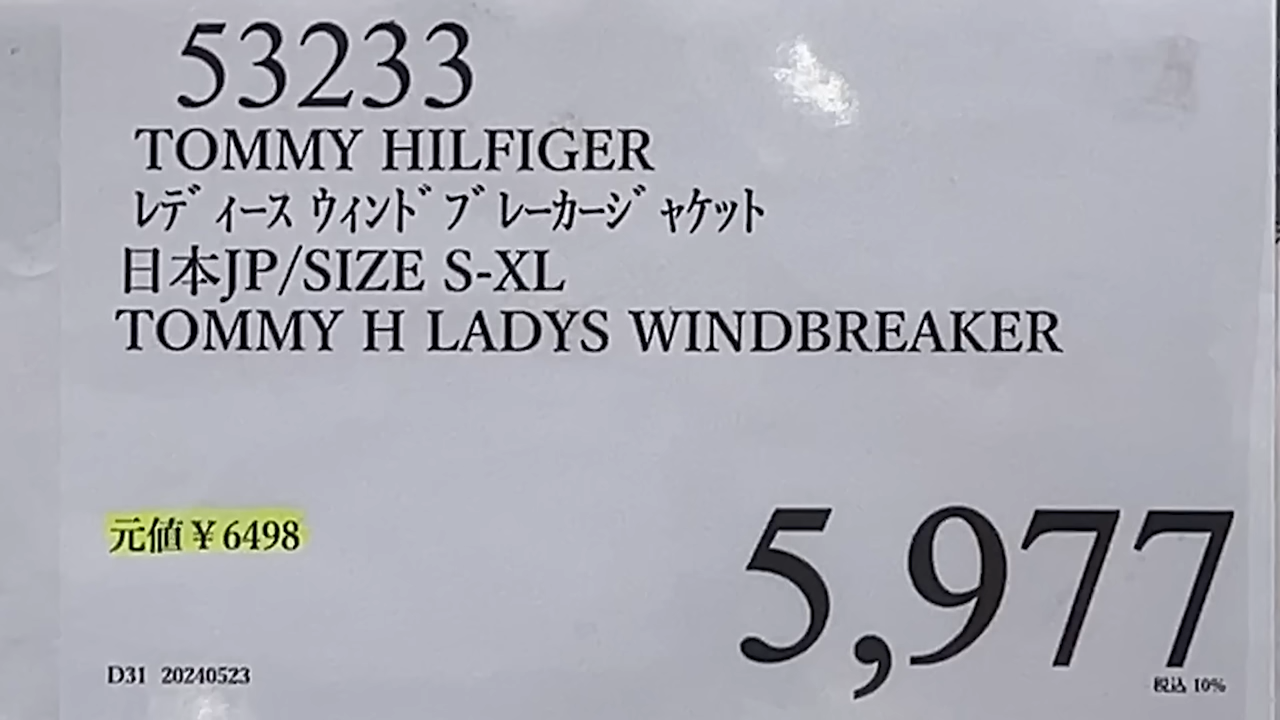 53233
TOMMY HILFIGER
ﾚﾃﾞｨｰｽ ｳｨﾝﾄﾞﾌﾞﾚｰｶｰｼﾞｬｹｯﾄ
日本JP/SIZE S-XL
TOMMY H LADYS WINDBREAKER
元値￥6498
5,977
税込 10%
D31 20240523